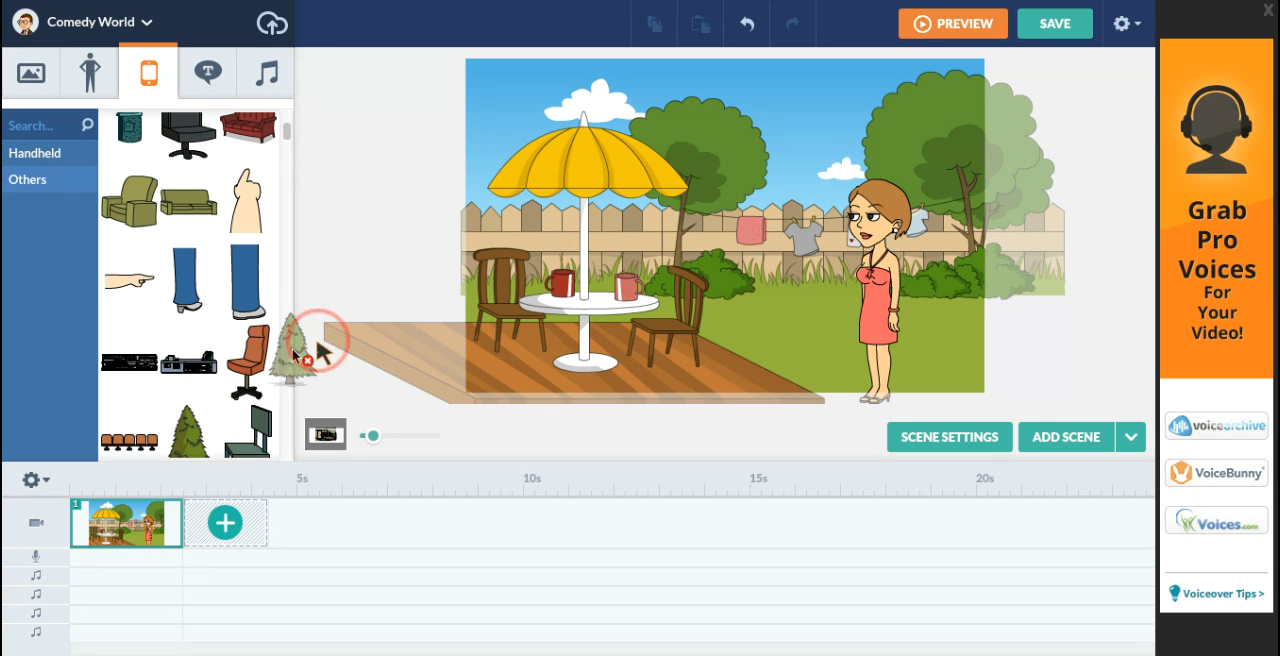 Comedy World
PREVIEW
SAVE
X
Search...
Handheld
Others
T
Grab
Pro
Voices
For
Your
Video!
SCENE SETTINGS
ADD SCENE
voicearchive
VoiceBunny
Voices.com
Voiceover Tips >
5s
10s
15s
20s
1